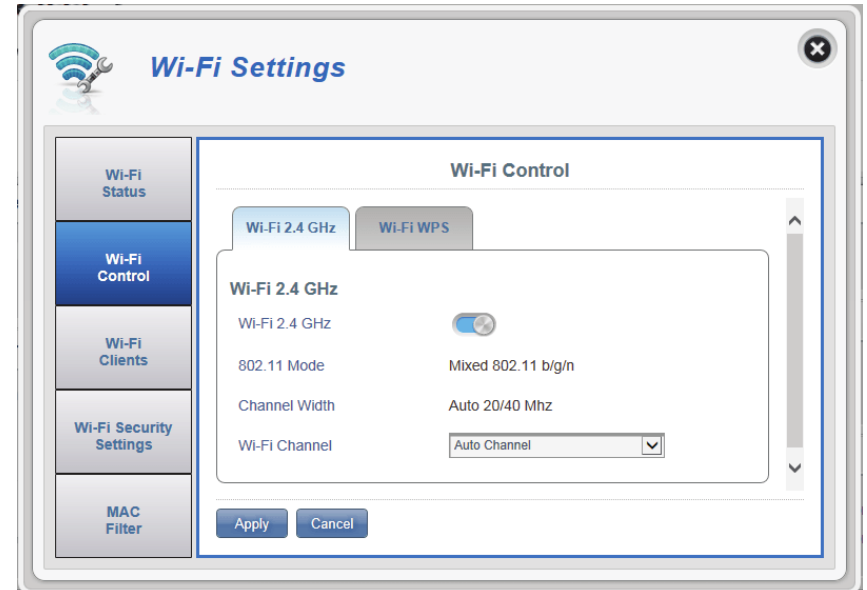 Wi-Fi Settings
Wi-Fi
Status
Wi-Fi
Control
Wi-Fi
Clients
Wi-Fi Security
Settings
MAC
Filter
Wi-Fi Control
Wi-Fi 2.4 GHz Wi-Fi WPS
Wi-Fi 2.4 GHz
Wi-Fi 2.4 GHz
802.11 Mode Mixed 802.11 b/g/n
Channel Width Auto 20/40 Mhz
Wi-Fi Channel Auto Channel
Apply Cancel